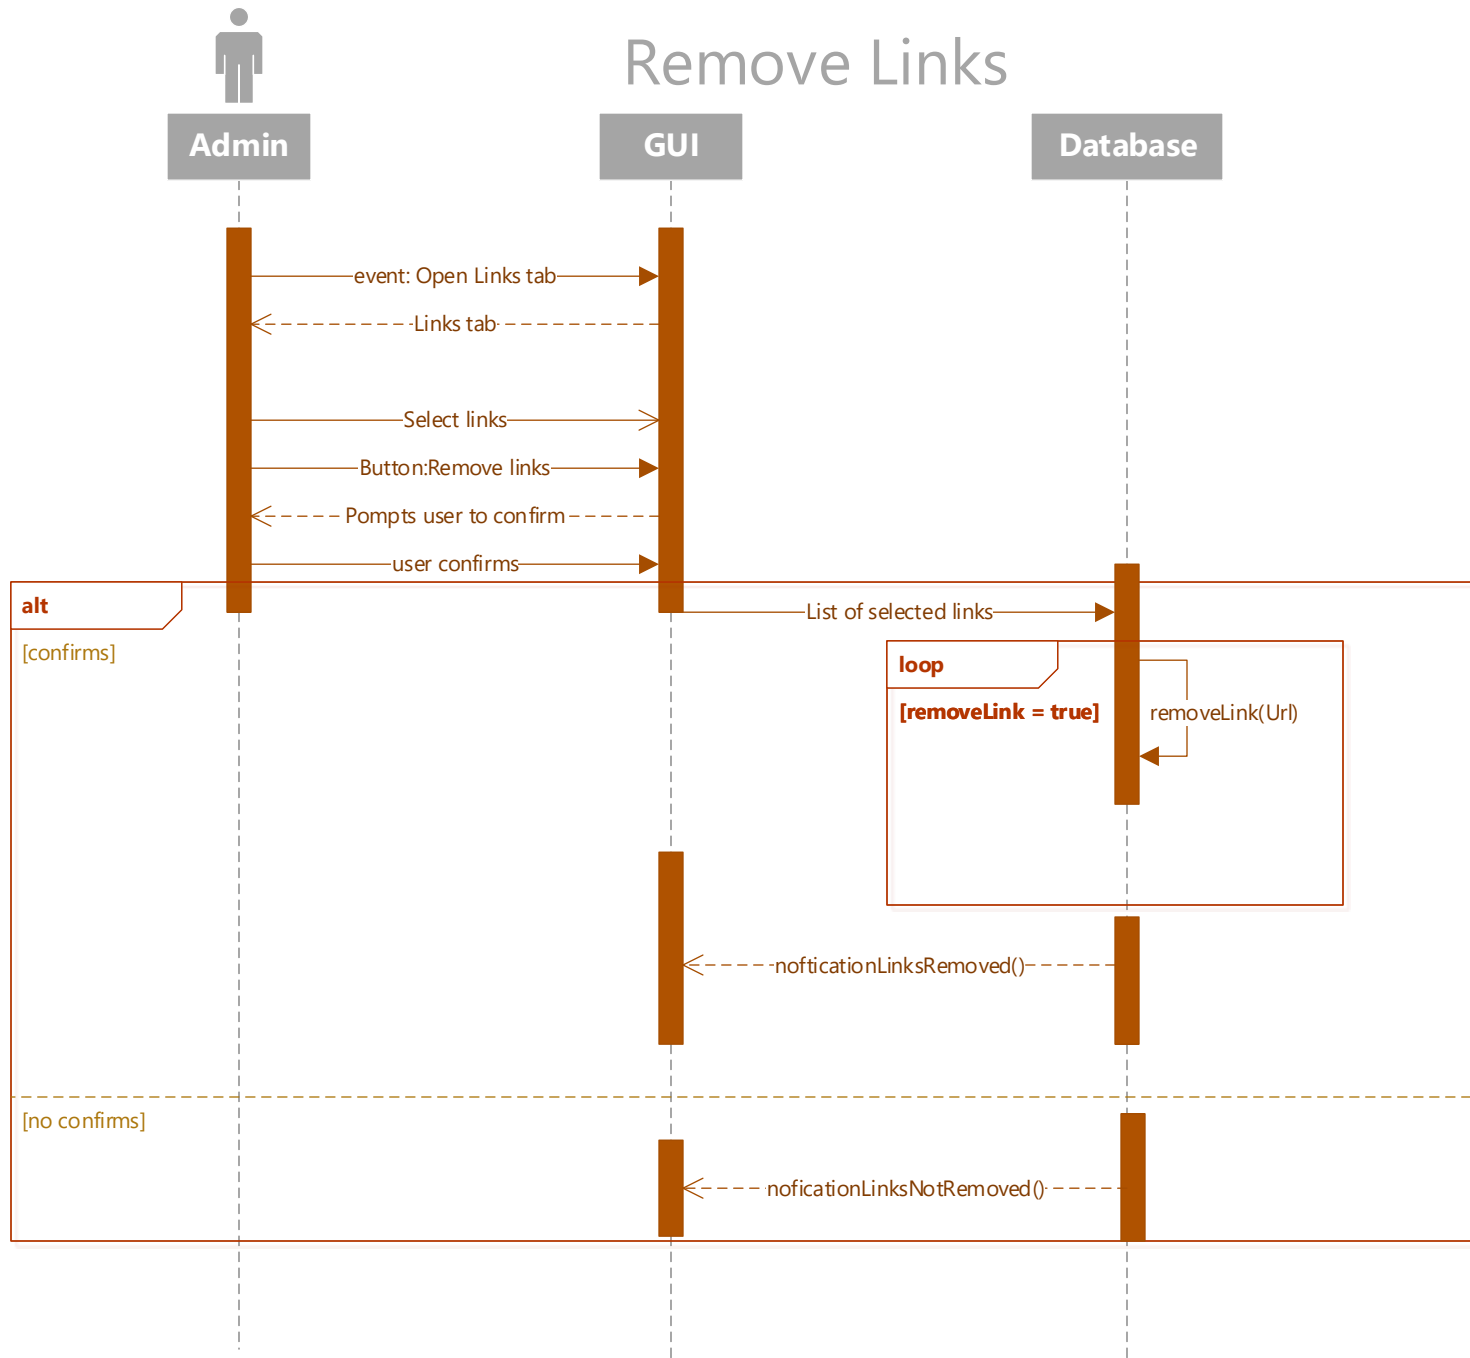 Remove Links
Admin
GUI
Database
event: Open Links tab
Links tab
Select links
Button:Remove links
Pompts user to confirm
user confirms
alt
List of selected links
[confirms]
loop
[removeLink = true]
removeLink(Url)
nofticationLinksRemoved()
[no confirms]
noficationLinksNotRemoved()